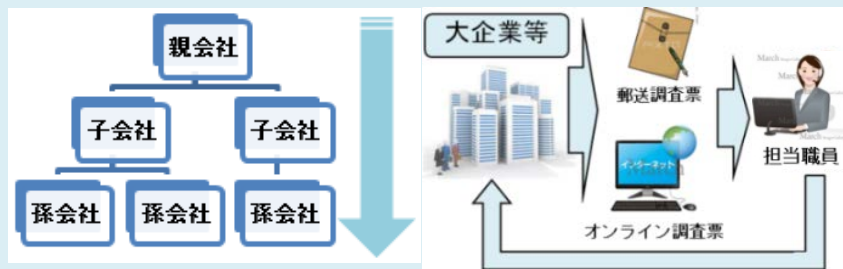 親会社
子会社
子会社
孫会社
孫会社
孫会社
大企業等
郵送調査票
インターネット
オンライン調査票
担当職員
March
March